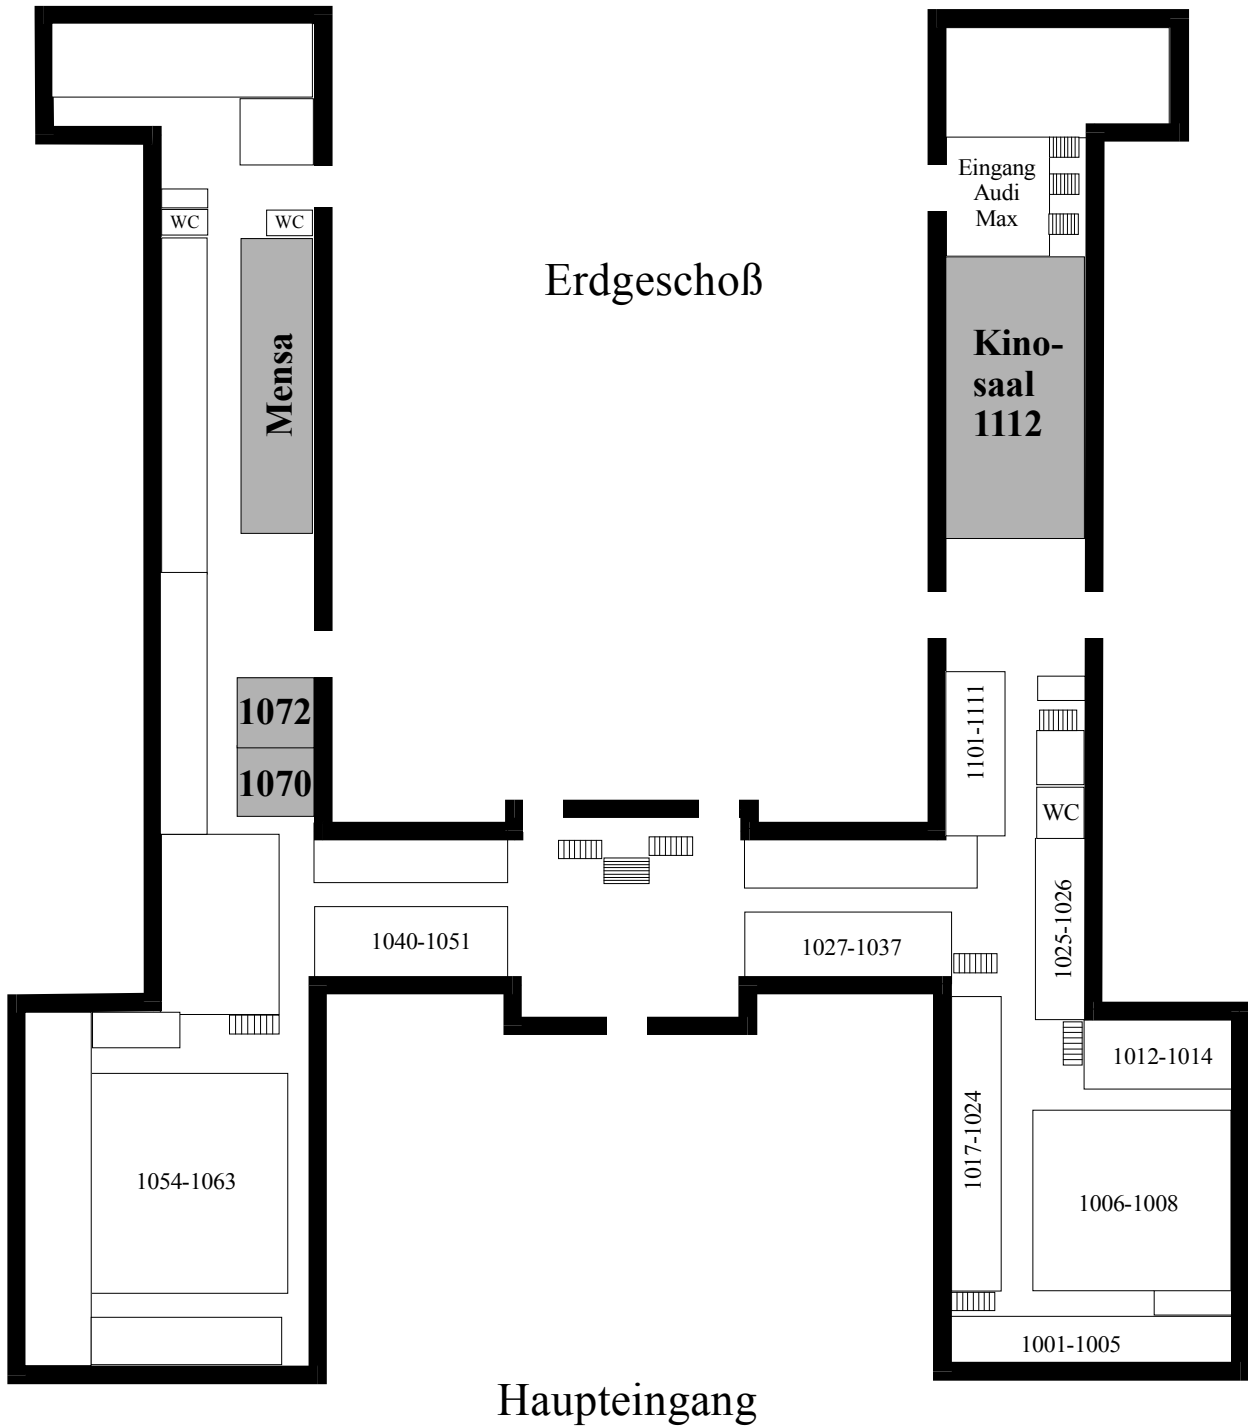 Eingang
Audi
Max
WC
WC
Erdgeschoß
Mensa
Kino-
saal
1112
1072
1070
1101-1111
WC
1025-1026
1040-1051
1027-1037
1012-1014
1017-1024
1054-1063
1006-1008
1001-1005
Haupteingang